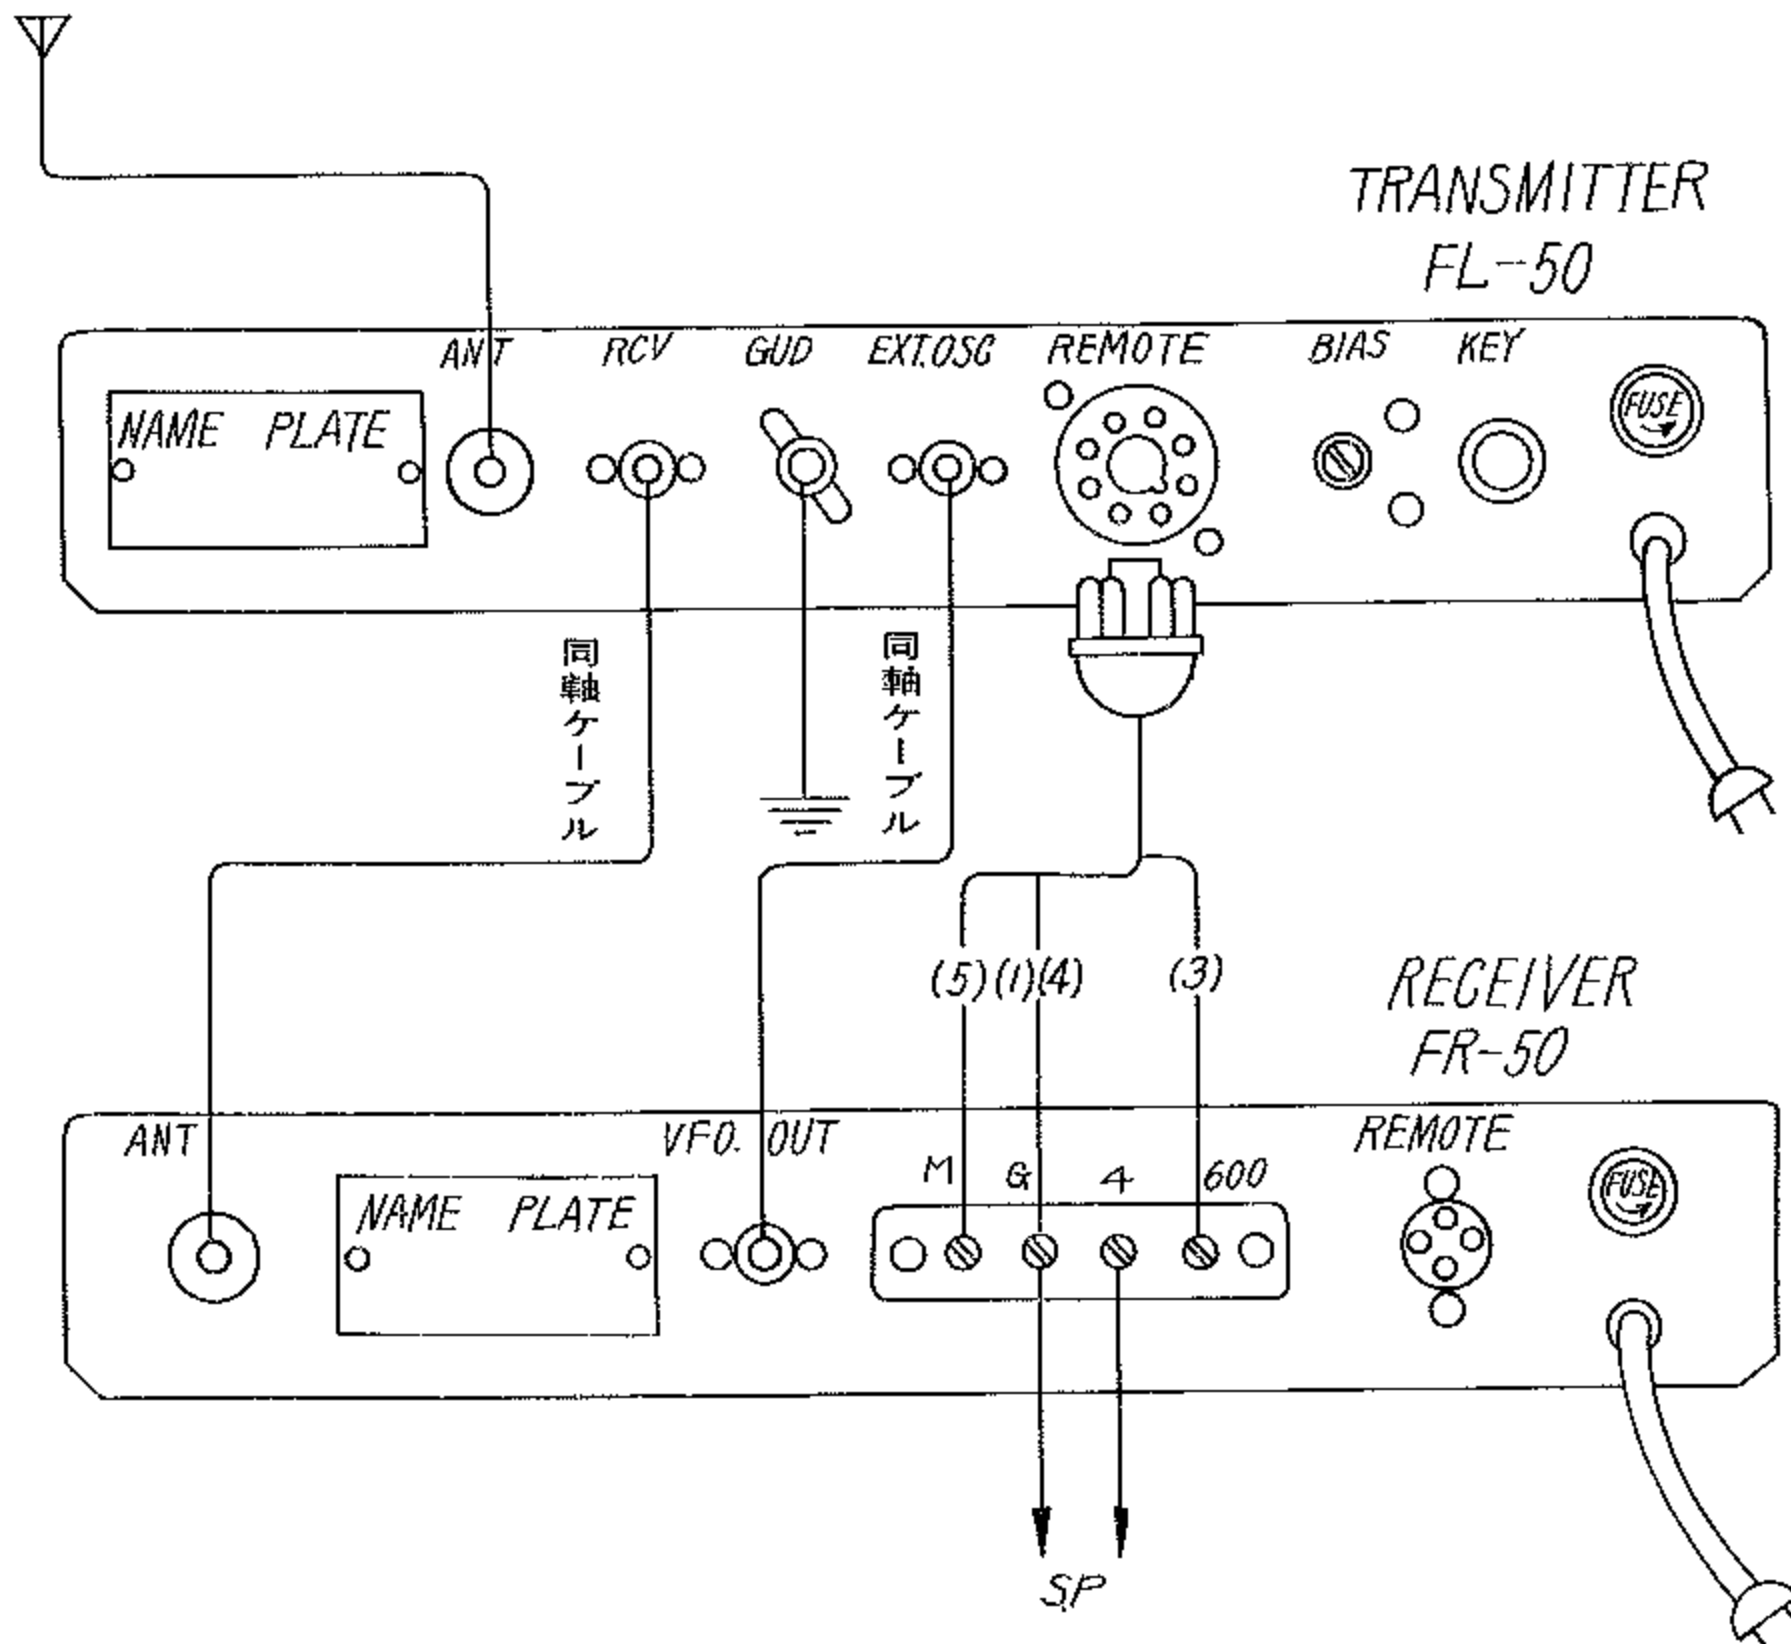 TRANSMITTER
FL-50
ANT RCV GUD EXT.OSC REMOTE BIAS KEY
FUSE
NAME PLATE
同軸ケーブル
同軸ケーブル
(5) (1)(4) (3)
RECEIVER
FR-50
ANT VFO. OUT REMOTE
M G 4 600
FUSE
NAME PLATE
S.P